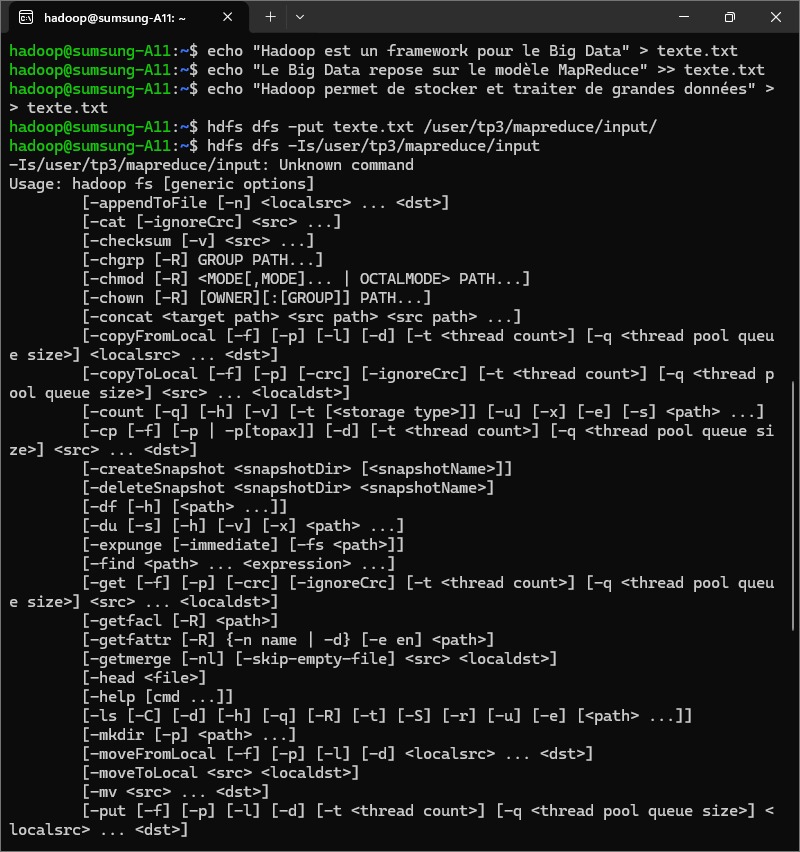 hadoop@sumsung-A11: ~
hadoop@sumsung-A11:~$ echo "Hadoop est un framework pour le Big Data" > texte.txt
hadoop@sumsung-A11:~$ echo "Le Big Data repose sur le modèle MapReduce" >> texte.txt
hadoop@sumsung-A11:~$ echo "Hadoop permet de stocker et traiter de grandes données" >
> texte.txt
hadoop@sumsung-A11:~$ hdfs dfs -put texte.txt /user/tp3/mapreduce/input/
hadoop@sumsung-A11:~$ hdfs dfs -Is/user/tp3/mapreduce/input
-Is/user/tp3/mapreduce/input: Unknown command
Usage: hadoop fs [generic options]
[-appendToFile [-n] <localsrc> ... <dst>]
[-cat [-ignoreCrc] <src> ...]
[-checksum [-v] <src> ...]
[-chgrp [-R] GROUP PATH...]
[-chmod [-R] <MODE[,MODE]... | OCTALMODE> PATH...]
[-chown [-R] [OWNER][:[GROUP]] PATH...]
[-concat <target path> <src path> <src path> ...]
[-copyFromLocal [-f] [-p] [-l] [-d] [-t <thread count>] [-q <thread pool queu
e size>] <localsrc> ... <dst>]
[-copyToLocal [-f] [-p] [-crc] [-ignoreCrc] [-t <thread count>] [-q <thread p
ool queue size>] <src> ... <localdst>]
[-count [-q] [-h] [-v] [-t [<storage type>]] [-u] [-x] [-e] [-s] <path> ...]
[-cp [-f] [-p | -p[topax]] [-d] [-t <thread count>] [-q <thread pool queue si
ze>] <src> ... <dst>]
[-createSnapshot <snapshotDir> [<snapshotName>]]
[-deleteSnapshot <snapshotDir> <snapshotName>]
[-df [-h] [<path> ...]]
[-du [-s] [-h] [-v] [-x] <path> ...]
[-expunge [-immediate] [-fs <path>]]
[-find <path> ... <expression> ...]
[-get [-f] [-p] [-crc] [-ignoreCrc] [-t <thread count>] [-q <thread pool queu
e size>] <src> ... <localdst>]
[-getfacl [-R] <path>]
[-getfattr [-R] {-n name | -d} [-e en] <path>]
[-getmerge [-nl] [-skip-empty-file] <src> <localdst>]
[-head <file>]
[-help [cmd ...]]
[-ls [-C] [-d] [-h] [-q] [-R] [-t] [-S] [-r] [-u] [-e] [<path> ...]]
[-mkdir [-p] <path> ...]
[-moveFromLocal [-f] [-p] [-l] [-d] <localsrc> ... <dst>]
[-moveToLocal <src> <localdst>]
[-mv <src> ... <dst>]
[-put [-f] [-p] [-l] [-d] [-t <thread count>] [-q <thread pool queue size>] <
localsrc> ... <dst>]